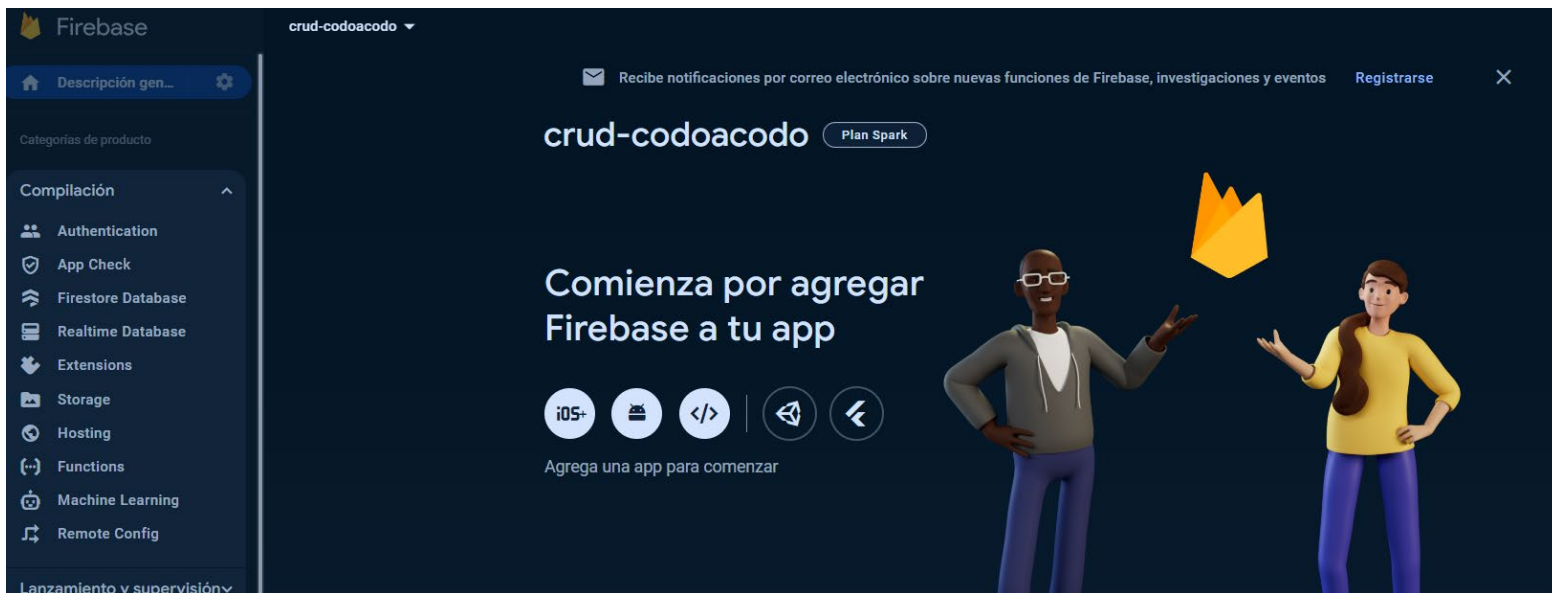 Firebase
crud-codoacodo
Descripción gen...
Recibe notificaciones por correo electrónico sobre nuevas funciones de Firebase, investigaciones y eventos Registrarse
Categorías de producto
crud-codoacodo Plan Spark
Compilación
Authentication
App Check
Firestore Database
Realtime Database
Extensions
Storage
Hosting
Functions
Machine Learning
Remote Config
Lanzamiento y supervisión
Comienza por agregar
Firebase a tu app
iOS+
Agrega una app para comenzar